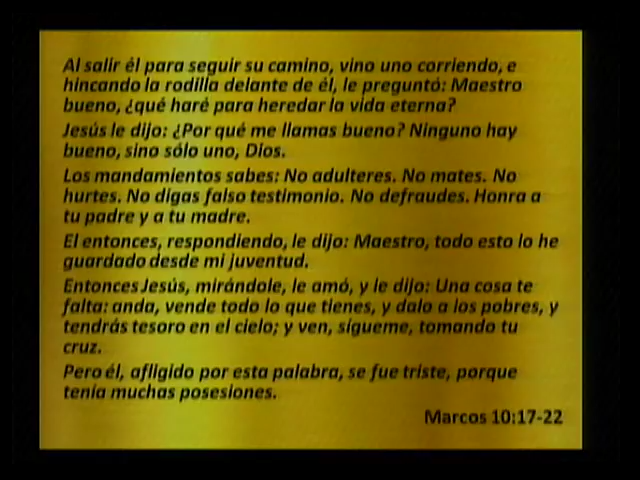 Al salir él para seguir su camino, vino uno corriendo, e
hincando la rodilla delante de él, le preguntó: Maestro
bueno, ¿qué haré para heredar la vida eterna?
Jesús le dijo: ¿Por qué me llamas bueno? Ninguno hay
bueno, sino sólo uno, Dios.
Los mandamientos sabes: No adulteres. No mates. No
hurtes. No digas falso testimonio. No defraudes. Honra a
tu padre y a tu madre.
El entonces, respondiendo, le dijo: Maestro, todo esto lo he
guardado desde mi juventud.
Entonces Jesús, mirándole, le amó, y le dijo: Una cosa te
falta: anda, vende todo lo que tienes, y dalo a los pobres, y
tendrás tesoro en el cielo; y ven, sígueme, tomando tu
cruz.
Pero él, afligido por esta palabra, se fue triste, porque
tenía muchas posesiones.
Marcos 10:17-22